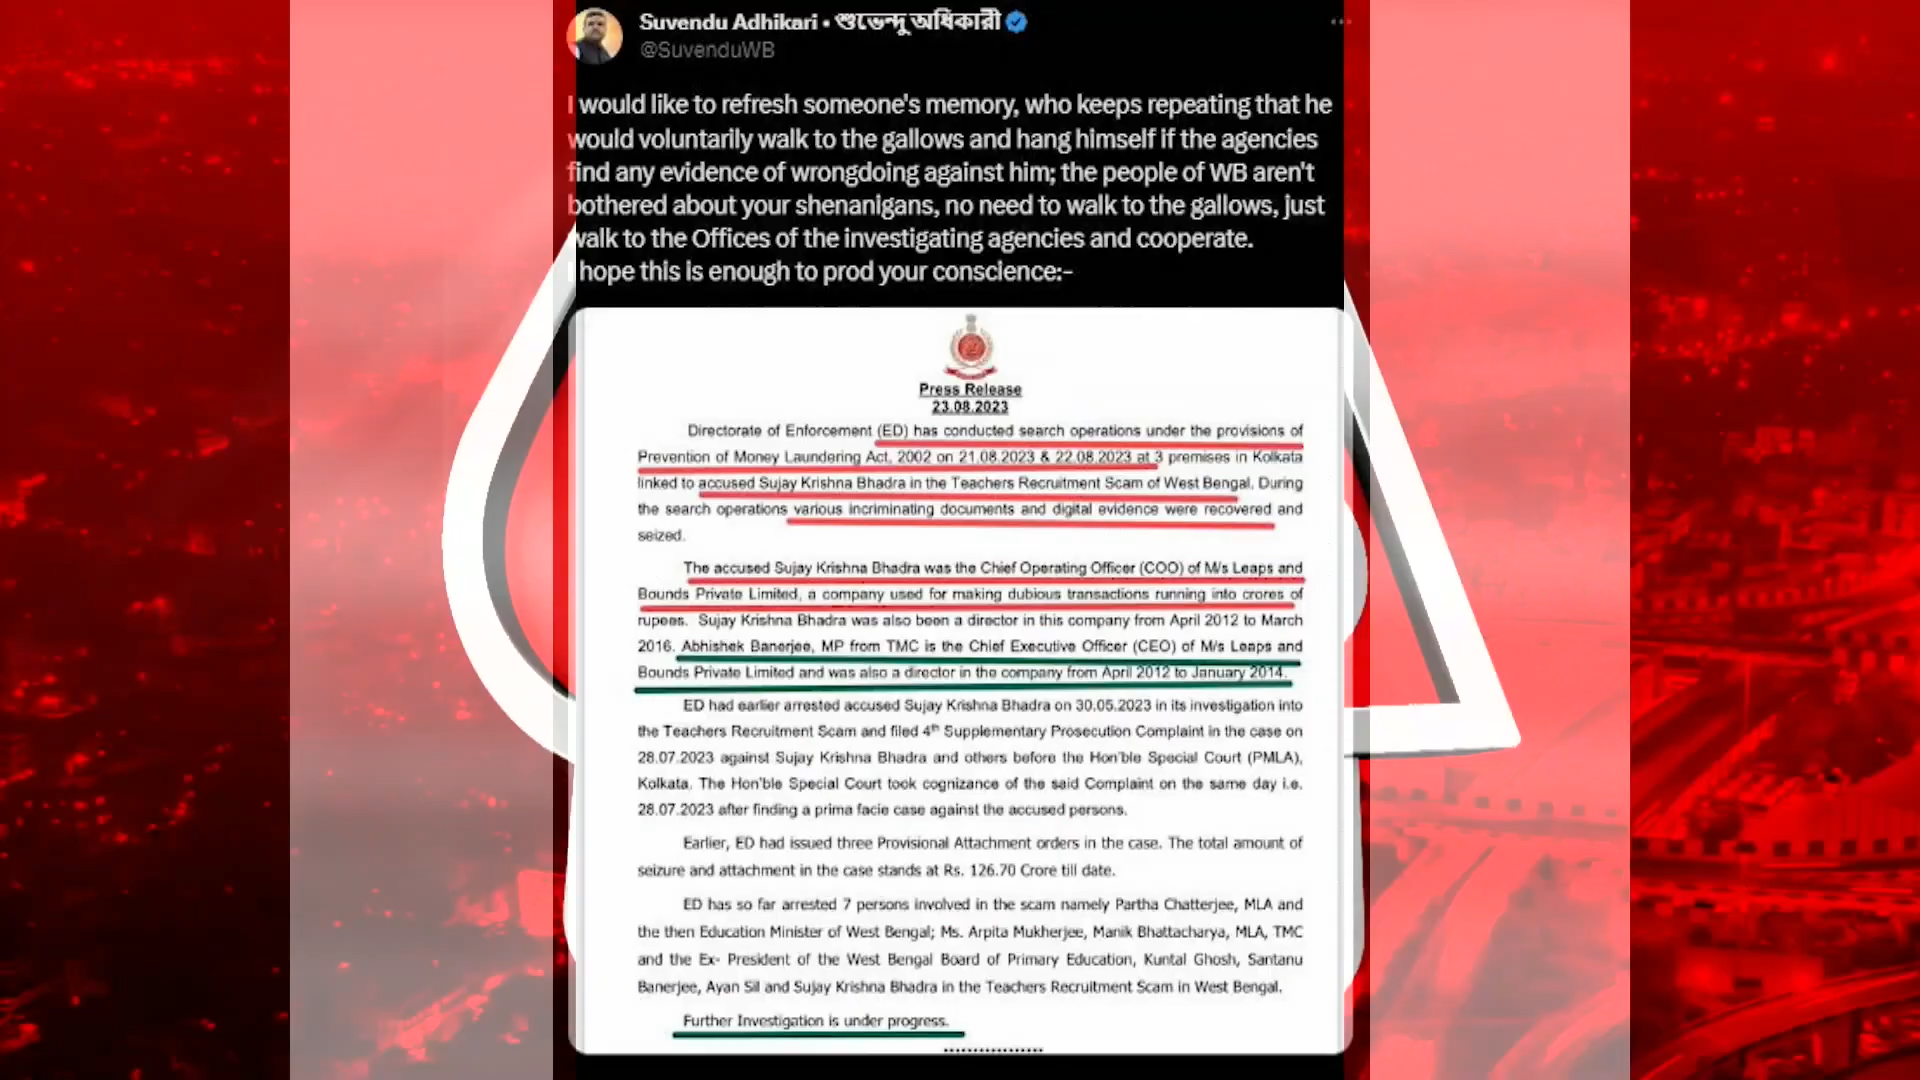 Suvendu Adhikari • শুভেন্দু অধিকারী
@SuvenduWB
I would like to refresh someone's memory, who keeps repeating that he
would voluntarily walk to the gallows and hang himself if the agencies
find any evidence of wrongdoing against him; the people of WB aren't
bothered about your shenanigans, no need to walk to the gallows, just
walk to the Offices of the investigating agencies and cooperate.
I hope this is enough to prod your conscience:-
Press Release
23.08.2023
Directorate of Enforcement (ED) has conducted search operations under the provisions of
Prevention of Money Laundering Act, 2002 on 21.08.2023 & 22.08.2023 at 3 premises in Kolkata
linked to accused Sujay Krishna Bhadra in the Teachers Recruitment Scam of West Bengal. During
the search operations various incriminating documents and digital evidence were recovered and
seized.
The accused Sujay Krishna Bhadra was the Chief Operating Officer (COO) of M/s Leaps and
Bounds Private Limited, a company used for making dubious transactions running into crores of
rupees. Sujay Krishna Bhadra was also been a director in this company from April 2012 to March
2016. Abhishek Banerjee, MP from TMC is the Chief Executive Officer (CEO) of M/s Leaps and
Bounds Private Limited and was also a director in the company from April 2012 to January 2014.
ED had earlier arrested accused Sujay Krishna Bhadra on 30.05.2023 in its investigation into
the Teachers Recruitment Scam and filed 4th Supplementary Prosecution Complaint in the case on
28.07.2023 against Sujay Krishna Bhadra and others before the Hon'ble Special Court (PMLA),
Kolkata. The Hon'ble Special Court took cognizance of the said Complaint on the same day i.e.
28.07.2023 after finding a prima facie case against the accused persons.
Earlier, ED had issued three Provisional Attachment orders in the case. The total amount of
seizure and attachment in the case stands at Rs. 126.70 Crore till date.
ED has so far arrested 7 persons involved in the scam namely Partha Chatterjee, MLA and
the then Education Minister of West Bengal; Ms. Arpita Mukherjee, Manik Bhattacharya, MLA, TMC
and the Ex- President of the West Bengal Board of Primary Education, Kuntal Ghosh, Santanu
Banerjee, Ayan Sil and Sujay Krishna Bhadra in the Teachers Recruitment Scam in West Bengal.
Further Investigation is under progress.